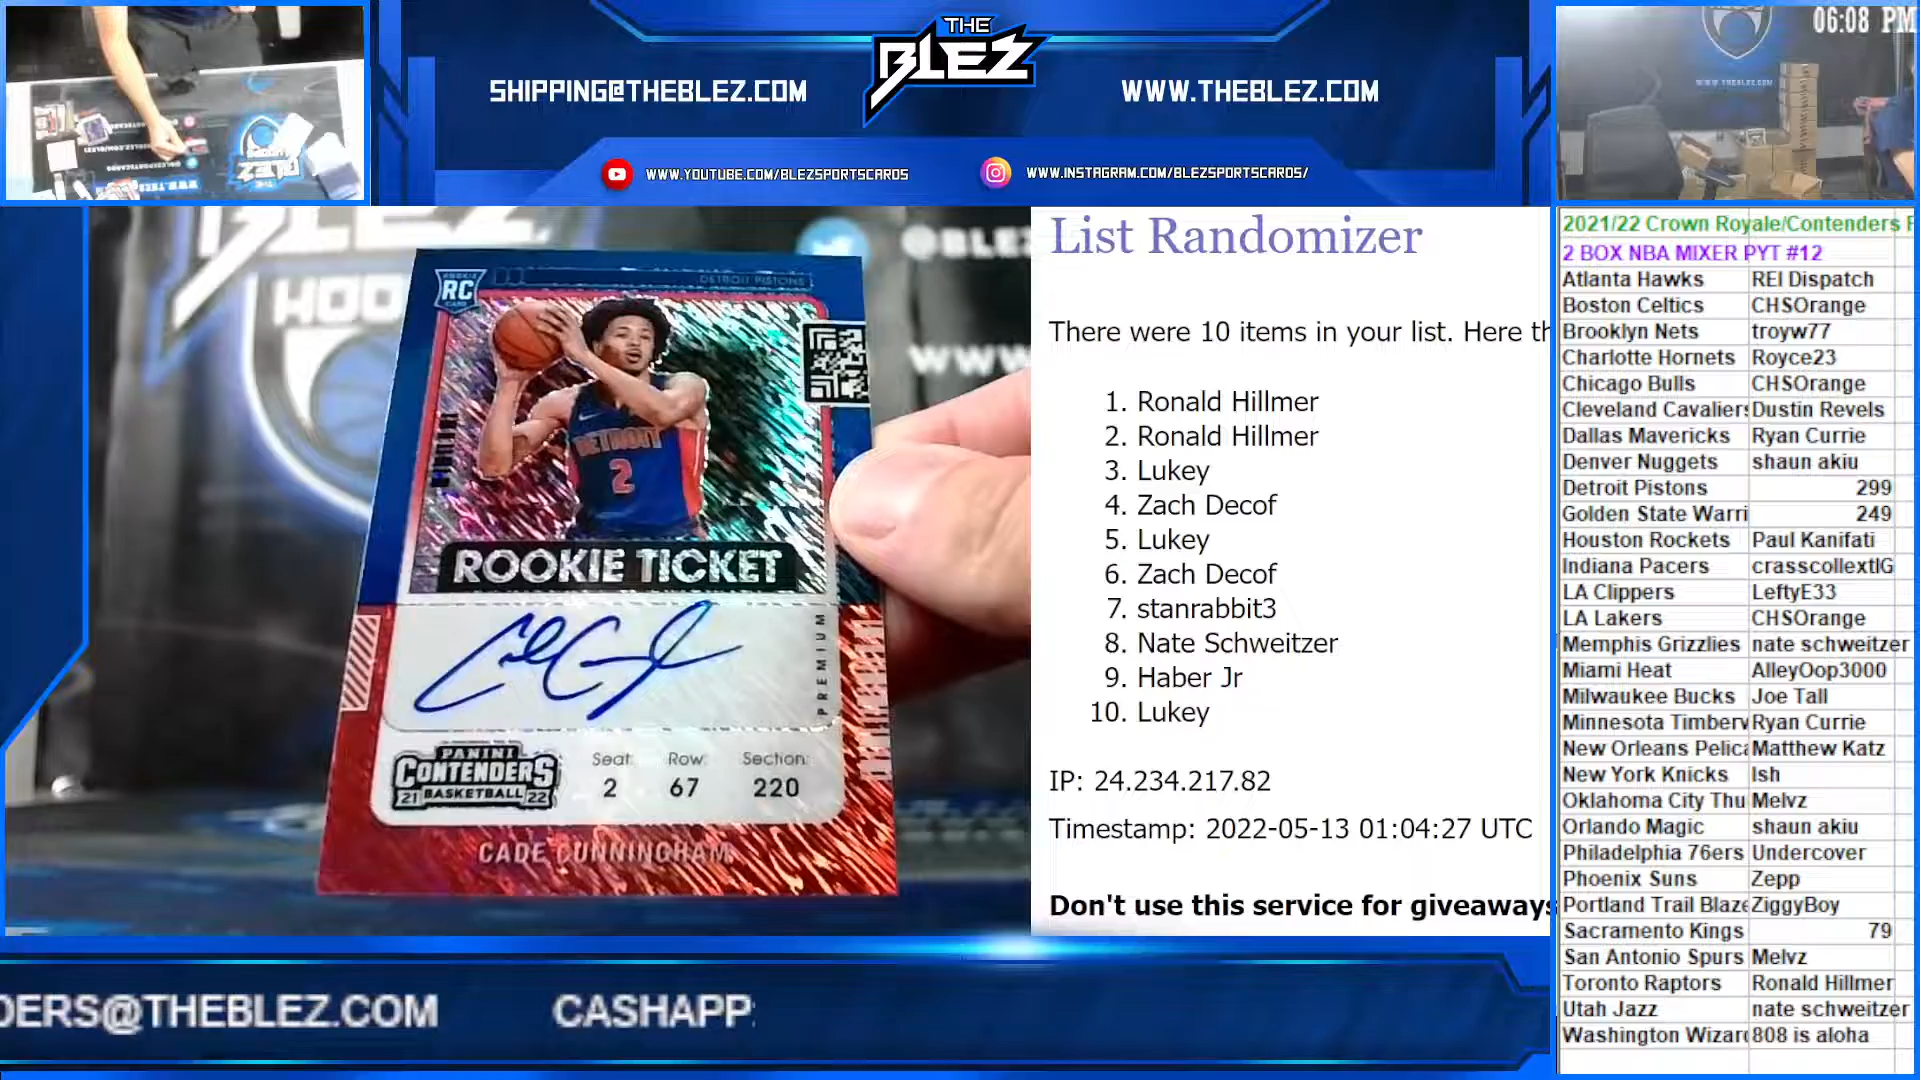 THE
BLEZ
SHIPPING@THEBLEZ.COM
WWW.THEBLEZ.COM
WWW.YOUTUBE.COM/BLEZSPORTSCARDS
WWW.INSTAGRAM.COM/BLEZSPORTSCARDS/
06:08 PM
WWW.THEBLEZ.COM
ROOKIE
RC
CARD
DETROIT PISTONS
DETROIT
2
ROOKIE TICKET
PREMIUM
PANINI
CONTENDERS
21 BASKETBALL 22
Seat: Row: Section:
2 67 220
CADE CUNNINGHAM
List Randomizer
There were 10 items in your list. Here th
1. Ronald Hillmer
2. Ronald Hillmer
3. Lukey
4. Zach Decof
5. Lukey
6. Zach Decof
7. stanrabbit3
8. Nate Schweitzer
9. Haber Jr
10. Lukey
IP: 24.234.217.82
Timestamp: 2022-05-13 01:04:27 UTC
Don't use this service for giveaways
2021/22 Crown Royale/Contenders
2 BOX NBA MIXER PYT #12
Atlanta Hawks REI Dispatch
Boston Celtics CHSOrange
Brooklyn Nets troyw77
Charlotte Hornets Royce23
Chicago Bulls CHSOrange
Cleveland Cavaliers Dustin Revels
Dallas Mavericks Ryan Currie
Denver Nuggets shaun akiu
Detroit Pistons 299
Golden State Warri 249
Houston Rockets Paul Kanifati
Indiana Pacers crasscollextIG
LA Clippers LeftyE33
LA Lakers CHSOrange
Memphis Grizzlies nate schweitzer
Miami Heat AlleyOop3000
Milwaukee Bucks Joe Tall
Minnesota Timberv Ryan Currie
New Orleans Pelica Matthew Katz
New York Knicks Ish
Oklahoma City Thu Melvz
Orlando Magic shaun akiu
Philadelphia 76ers Undercover
Phoenix Suns Zepp
Portland Trail Blaze ZiggyBoy
Sacramento Kings 79
San Antonio Spurs Melvz
Toronto Raptors Ronald Hillmer
Utah Jazz nate schweitzer
Washington Wizard 808 is aloha
DERS@THEBLEZ.COM CASHAPP: